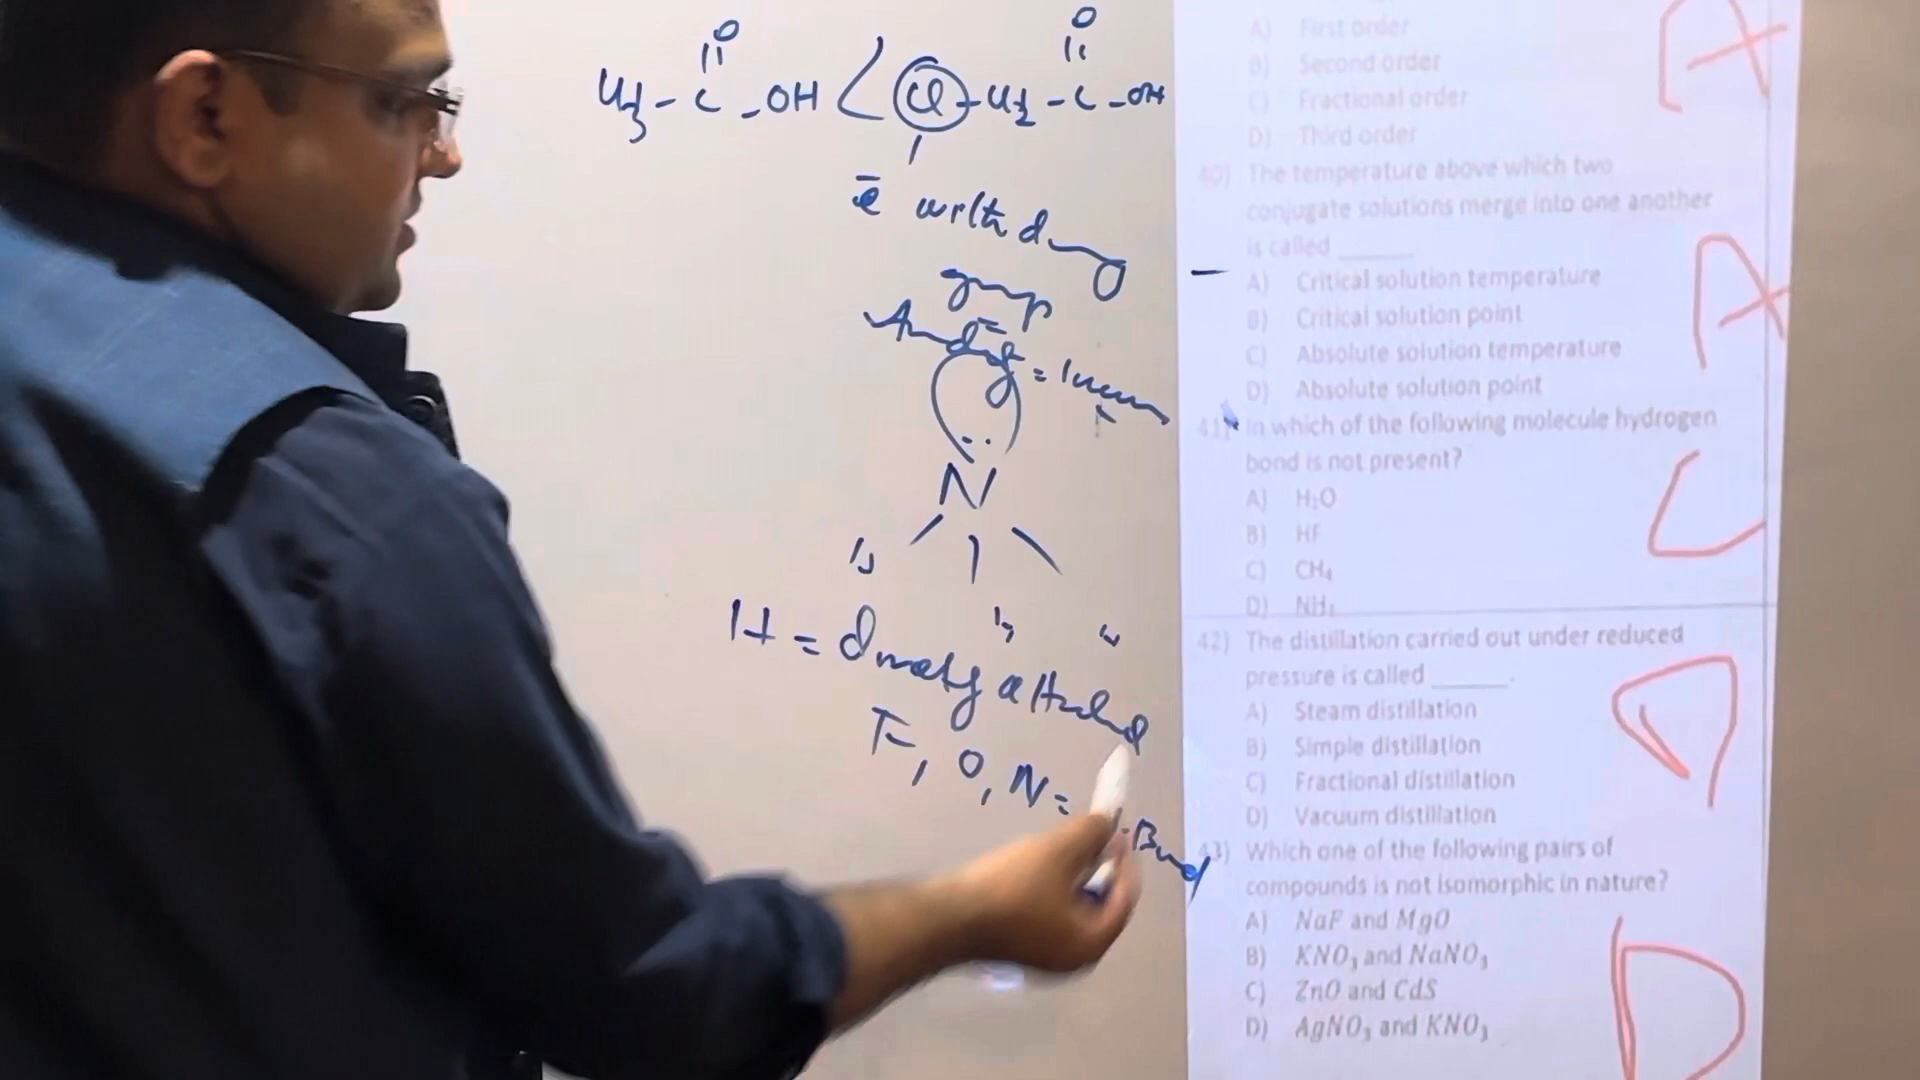 O O
CH3 - C - OH < Cl - CH2 - C - OH
e withdrawing
group
Acidity = Increases
N
H = directly attached
F, O, N = H-Bond
A) First order
B) Second order
C) Fractional order
D) Third order
A
40) The temperature above which two
conjugate solutions merge into one another
is called ______
A) Critical solution temperature
B) Critical solution point
C) Absolute solution temperature
D) Absolute solution point
A
41) In which of the following molecule hydrogen
bond is not present?
A) H₂O
B) HF
C) CH₄
D) NH₃
C
42) The distillation carried out under reduced
pressure is called ______.
A) Steam distillation
B) Simple distillation
C) Fractional distillation
D) Vacuum distillation
D
43) Which one of the following pairs of
compounds is not isomorphic in nature?
A) NaF and MgO
B) KNO₃ and NaNO₃
C) ZnO and CdS
D) AgNO₃ and KNO₃
D